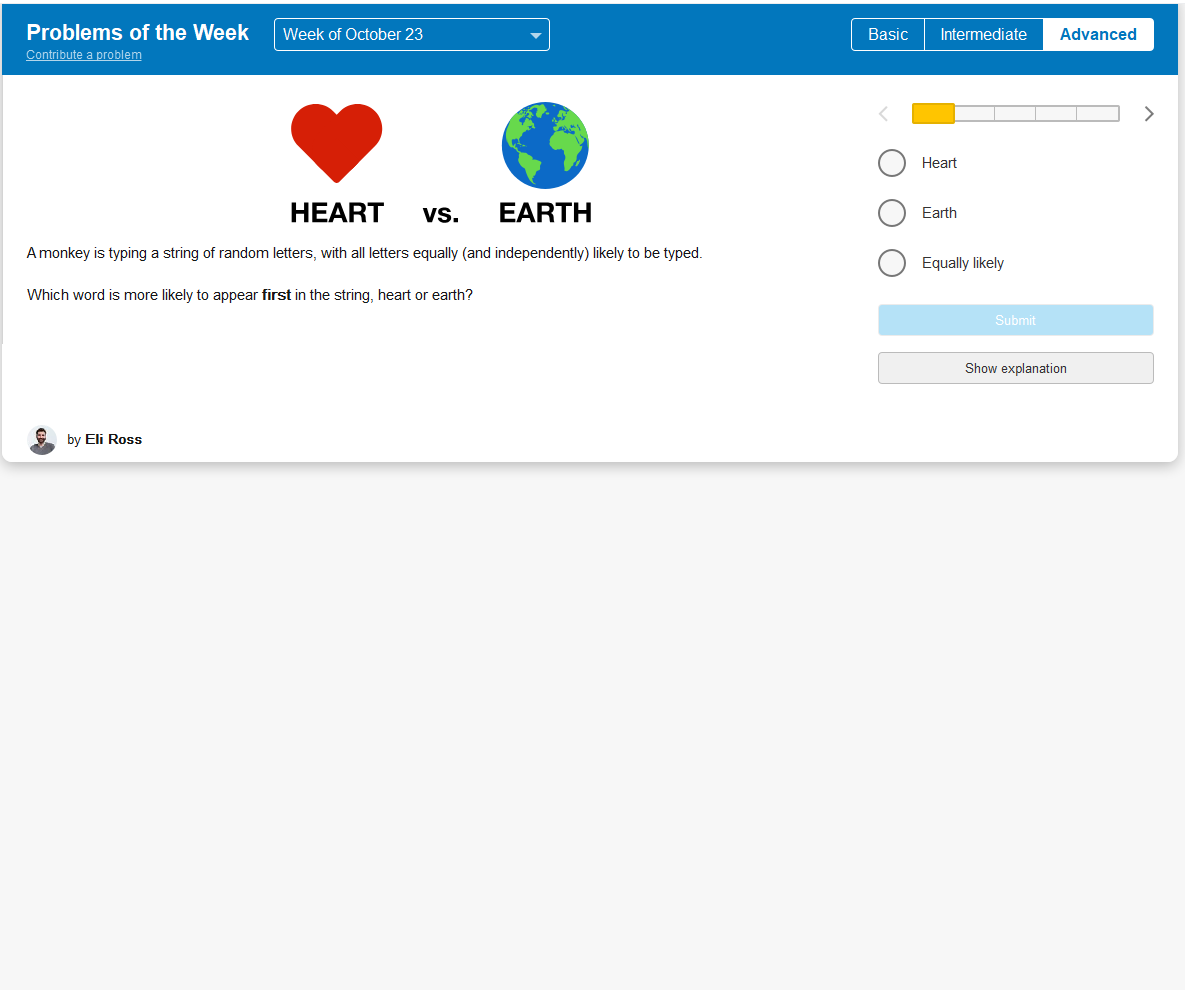 Problems of the Week
Contribute a problem
Week of October 23
Basic
Intermediate
Advanced
HEART vs. EARTH
A monkey is typing a string of random letters, with all letters equally (and independently) likely to be typed.
Which word is more likely to appear first in the string, heart or earth?
Heart
Earth
Equally likely
Submit
Show explanation
by Eli Ross